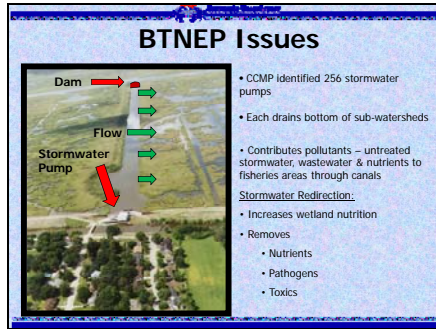 BTNEP Issues
Dam
Flow
Stormwater
Pump
• CCMP identified 256 stormwater
pumps
• Each drains bottom of sub-watersheds
• Contributes pollutants – untreated
stormwater, wastewater & nutrients to
fisheries areas through canals
Stormwater Redirection:
• Increases wetland nutrition
• Removes
• Nutrients
• Pathogens
• Toxics